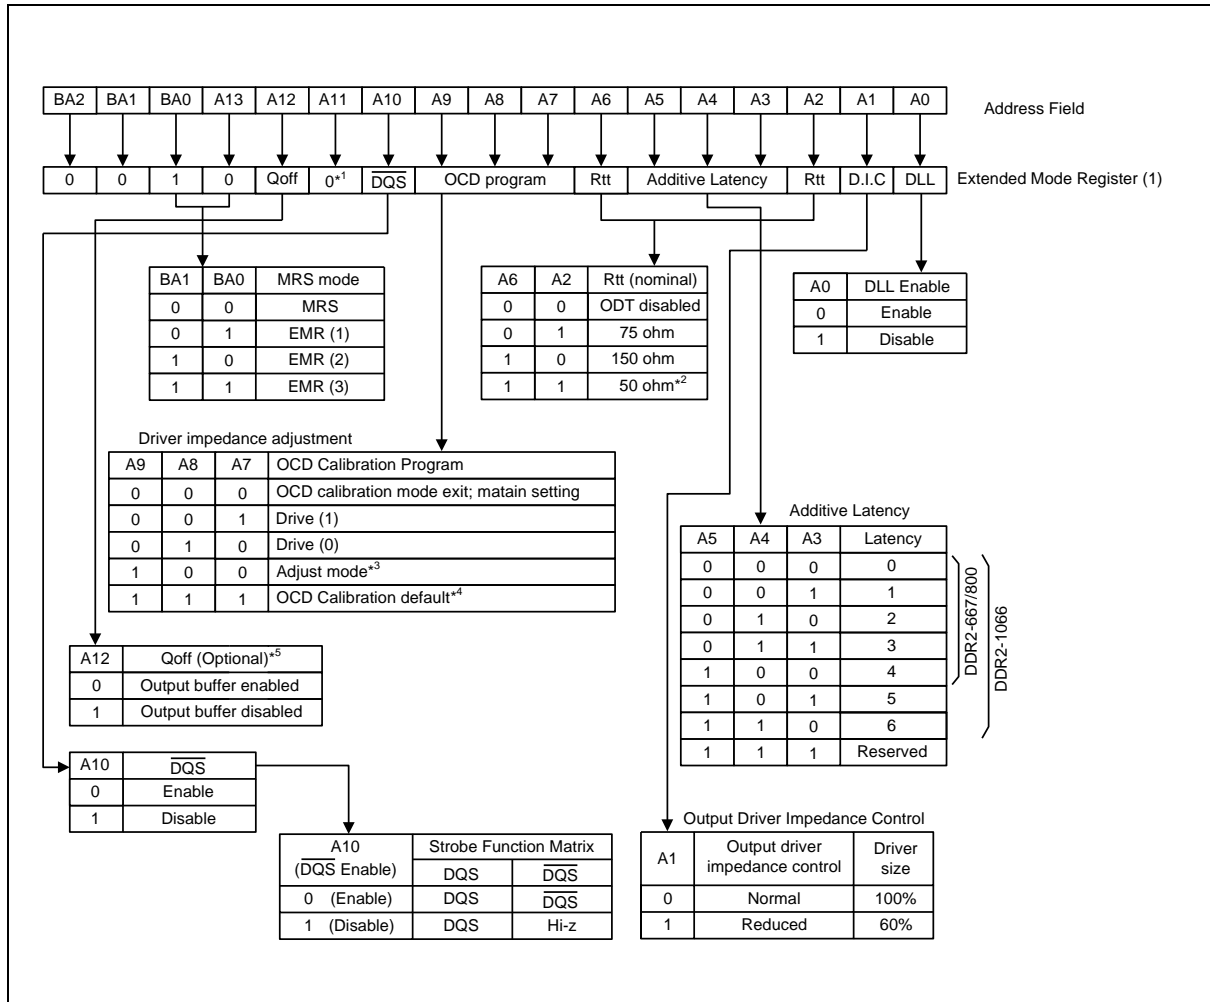 BA2 BA1 BA0 A13 A12 A11 A10 A9 A8 A7 A6 A5 A4 A3 A2 A1 A0
Address Field
0 0 1 0 Qoff 0*1 DQS OCD program Rtt Additive Latency Rtt D.I.C DLL
Extended Mode Register (1)
BA1 BA0 MRS mode
0 0 MRS
0 1 EMR (1)
1 0 EMR (2)
1 1 EMR (3)
A6 A2 Rtt (nominal)
0 0 ODT disabled
0 1 75 ohm
1 0 150 ohm
1 1 50 ohm*2
A0 DLL Enable
0 Enable
1 Disable
Driver impedance adjustment
A9 A8 A7 OCD Calibration Program
0 0 0 OCD calibration mode exit; matain setting
0 0 1 Drive (1)
0 1 0 Drive (0)
1 0 0 Adjust mode*3
1 1 1 OCD Calibration default*4
Additive Latency
A5 A4 A3 Latency
0 0 0 0
0 0 1 1
0 1 0 2
0 1 1 3
1 0 0 4
1 0 1 5
1 1 0 6
1 1 1 Reserved
DDR2-667/800
DDR2-1066
A12 Qoff (Optional)*5
0 Output buffer enabled
1 Output buffer disabled
A10 DQS
0 Enable
1 Disable
A10
(DQS Enable)
Strobe Function Matrix
DQS DQS
0 (Enable) DQS DQS
1 (Disable) DQS Hi-z
Output Driver Impedance Control
A1
Output driver
impedance control
Driver
size
0 Normal 100%
1 Reduced 60%